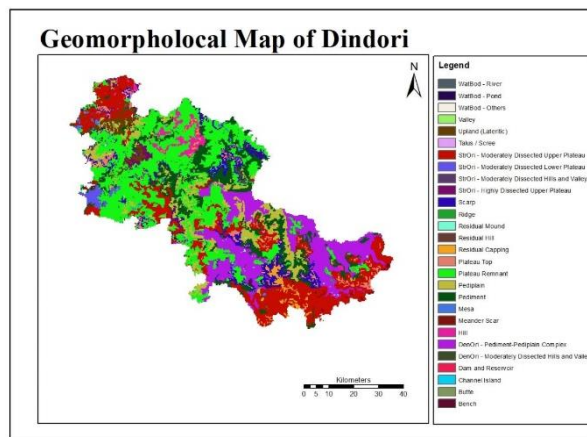 Geomorpholocal Map of Dindori
N
Legend
WatBod - River
WatBod - Pond
WatBod - Others
Valley
Upland (Lateritic)
Talus / Scree
StrOri - Moderately Dissected Upper Plateau
StrOri - Moderately Dissected Lower Plateau
StrOri - Moderately Dissected Hills and Valley
StrOri - Highly Dissected Upper Plateau
Scarp
Ridge
Residual Mound
Residual Hill
Residual Capping
Plateau Top
Plateau Remnant
Pediplain
Pediment
Mesa
Meander Scar
Hill
DenOri - Pediment-Pediplain Complex
DenOri - Moderately Dissected Hills and Valle
Dam and Reservoir
Channel Island
Butte
Bench
Kilometers
0 5 10 20 30 40